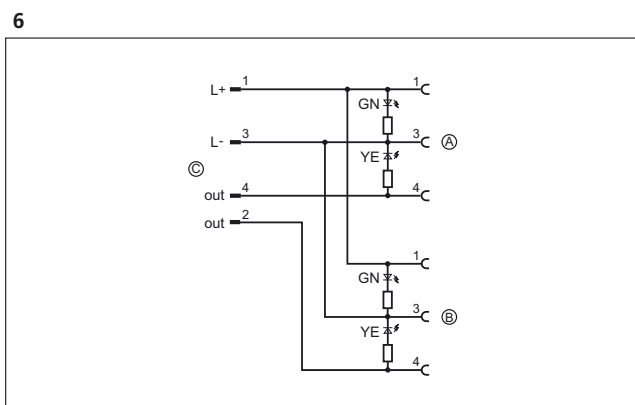 6
L+ 1 1
GN
L- 3 3 Ⓐ
YE
Ⓒ
out 4 4
out 2
1
GN
3 Ⓑ
YE
4